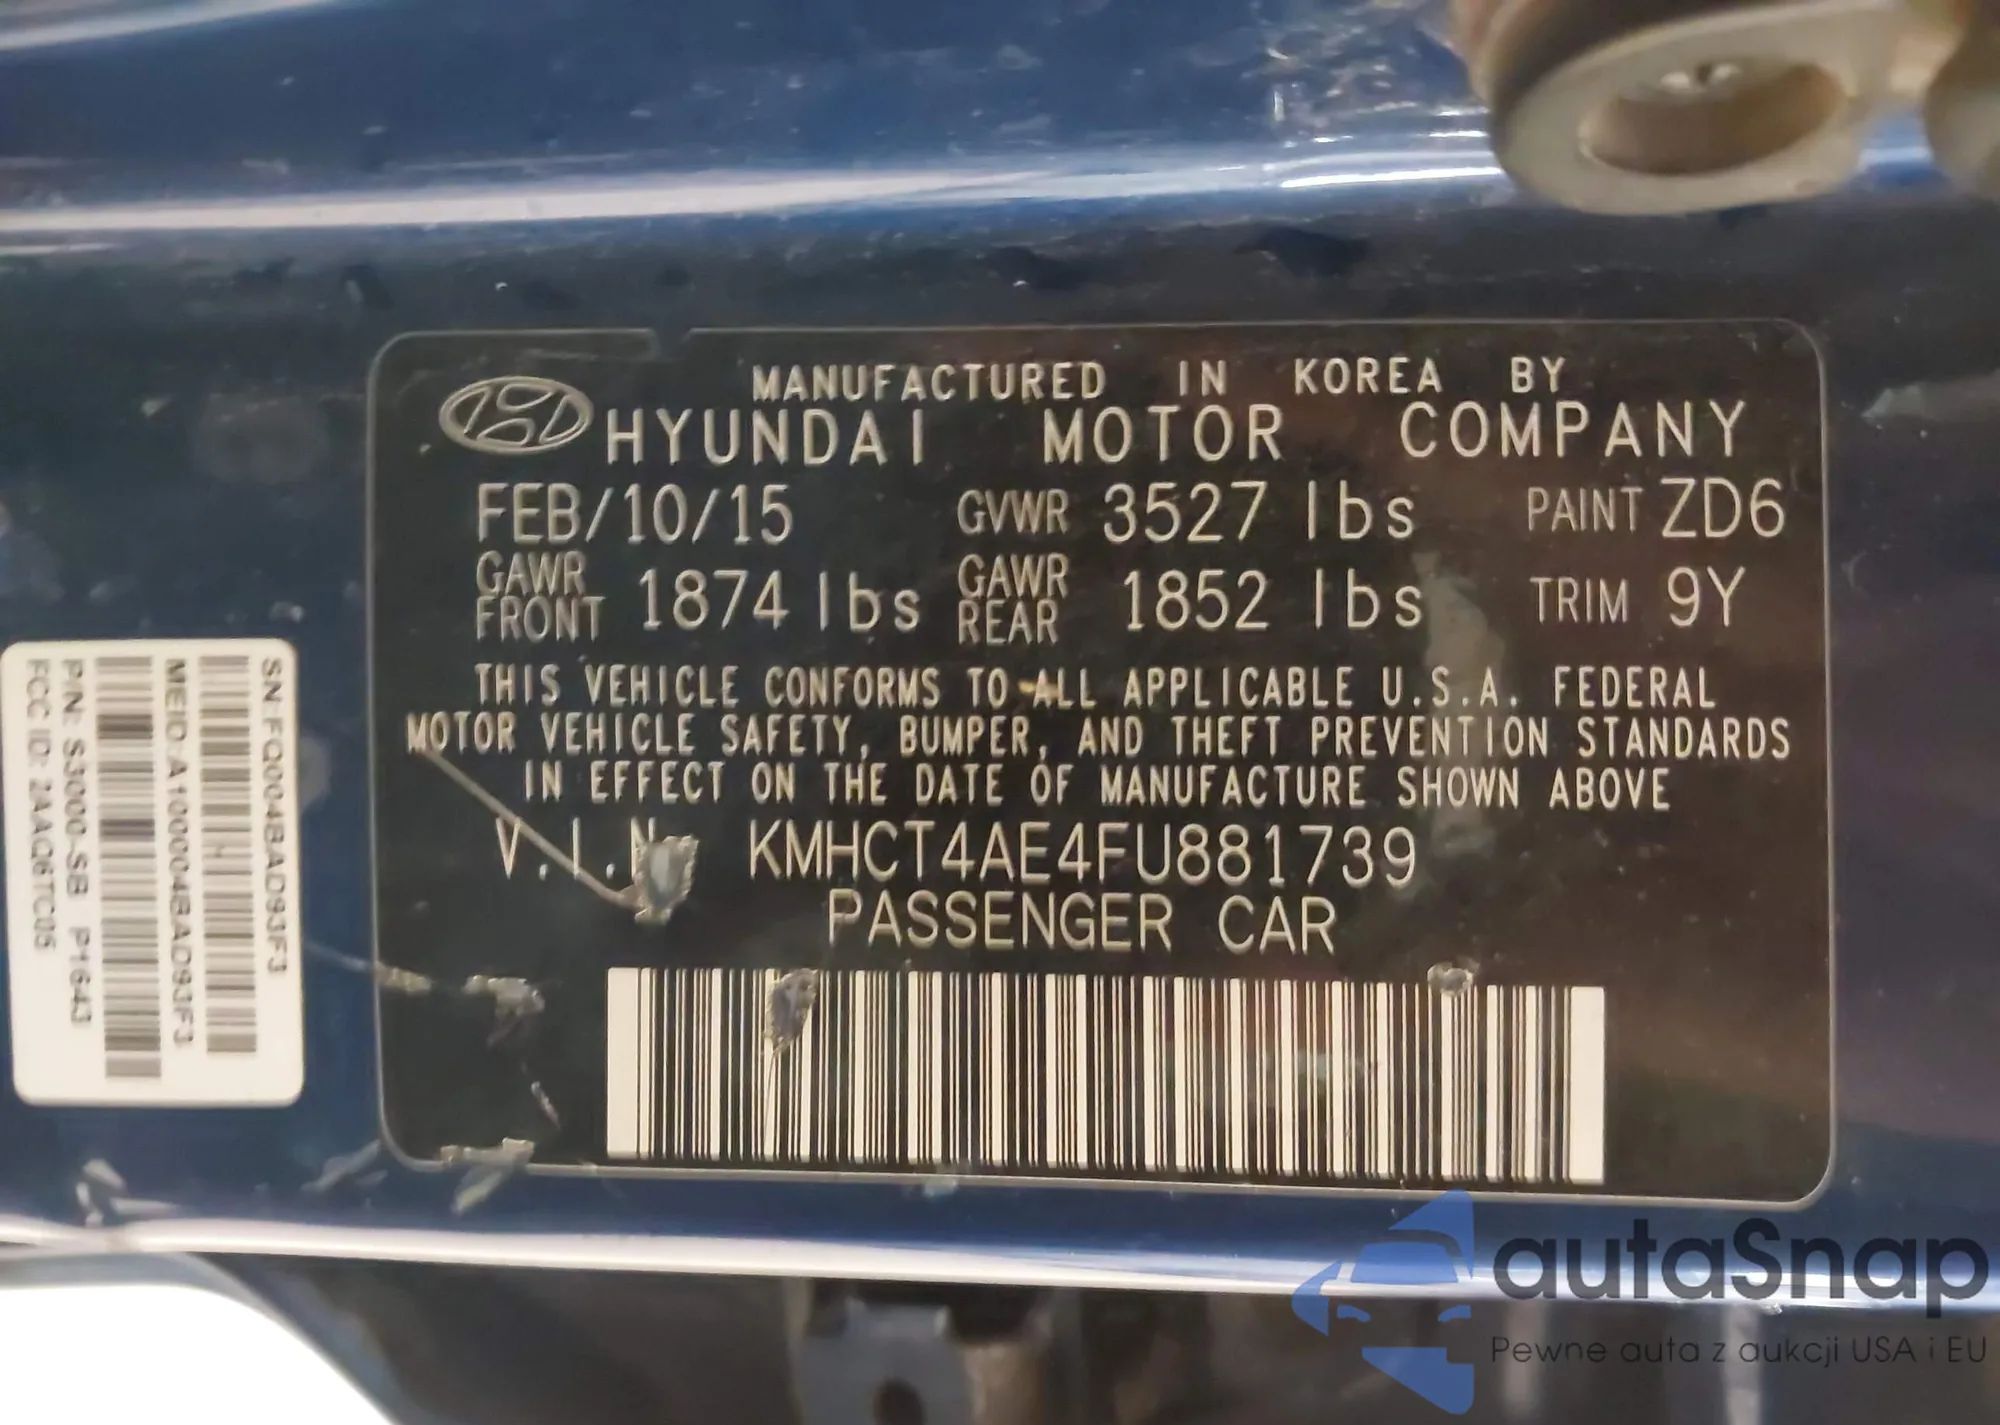 MANUFACTURED IN KOREA BY
HYUNDAI MOTOR COMPANY
FEB/10/15 GVWR 3527 lbs PAINT ZD6
GAWR FRONT 1874 lbs GAWR REAR 1852 lbs TRIM 9Y
THIS VEHICLE CONFORMS TO ALL APPLICABLE U.S.A. FEDERAL
MOTOR VEHICLE SAFETY, BUMPER, AND THEFT PREVENTION STANDARDS
IN EFFECT ON THE DATE OF MANUFACTURE SHOWN ABOVE
V.I.N KMHCT4AE4FU881739
PASSENGER CAR
SN FQ004BAD93F3
MEID:A100004BAD93F3
P/N: S3000-SB P1643
FCC ID: 2AAQ6TC05
autaSnap
Pewne auta z aukcji USA i EU